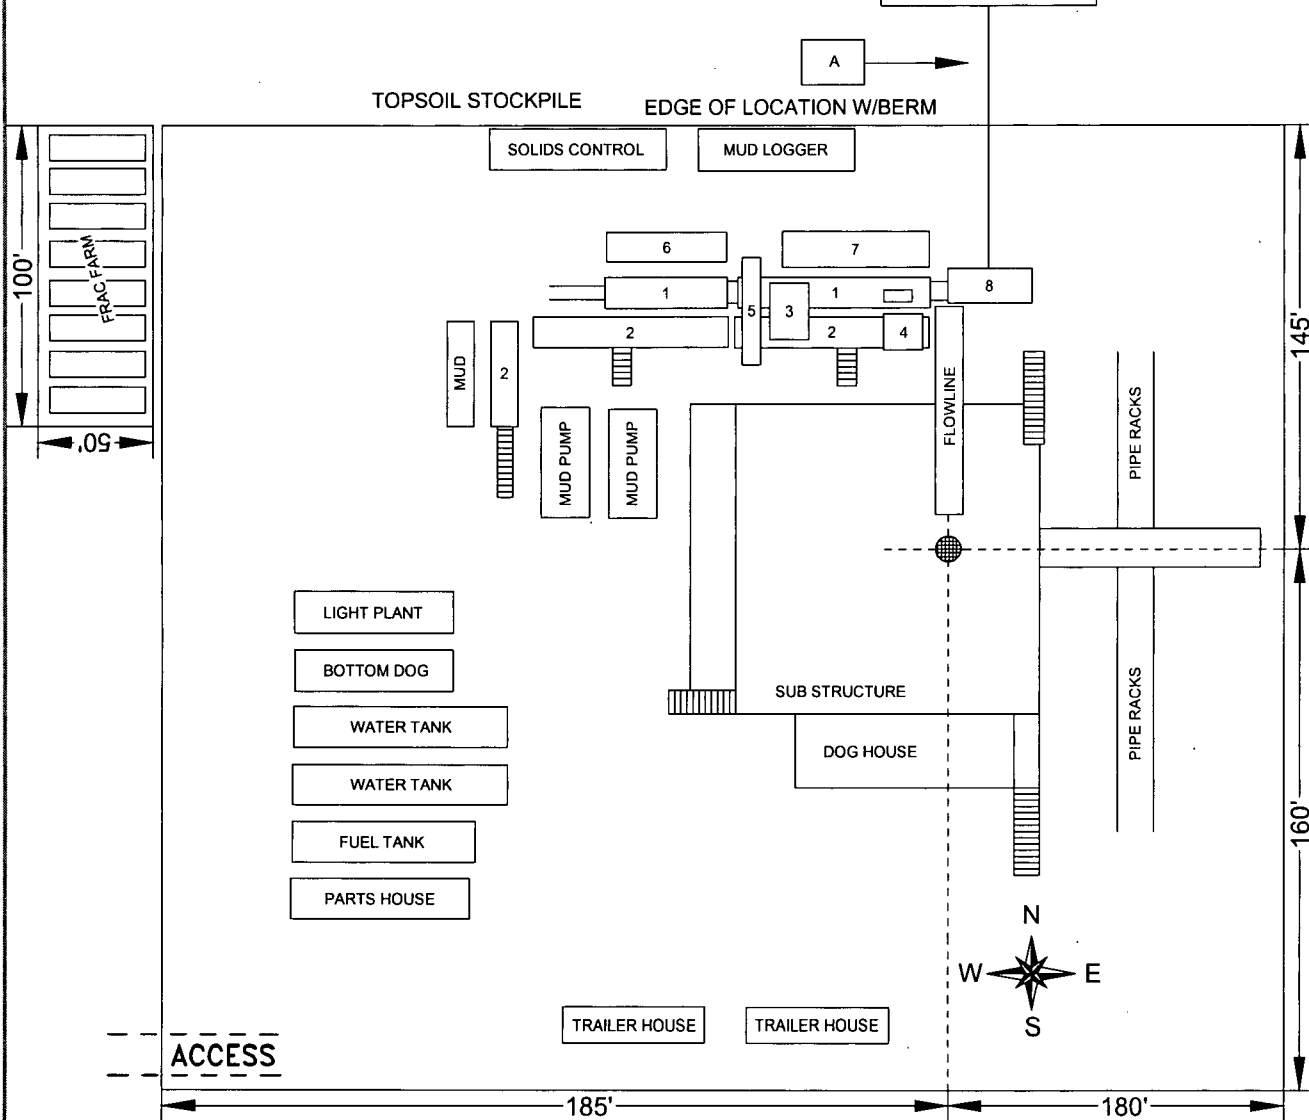 A
TOPSOIL STOCKPILE
EDGE OF LOCATION W/BERM
SOLIDS CONTROL
MUD LOGGER
FRAC FARM
100'
50'
6
7
1
1
8
5
3
2
2
4
MUD
2
MUD PUMP
MUD PUMP
FLOWLINE
PIPE RACKS
145'
LIGHT PLANT
BOTTOM DOG
WATER TANK
WATER TANK
FUEL TANK
PARTS HOUSE
SUB STRUCTURE
DOG HOUSE
PIPE RACKS
160'
N
W
E
S
TRAILER HOUSE
TRAILER HOUSE
ACCESS
185'
180'